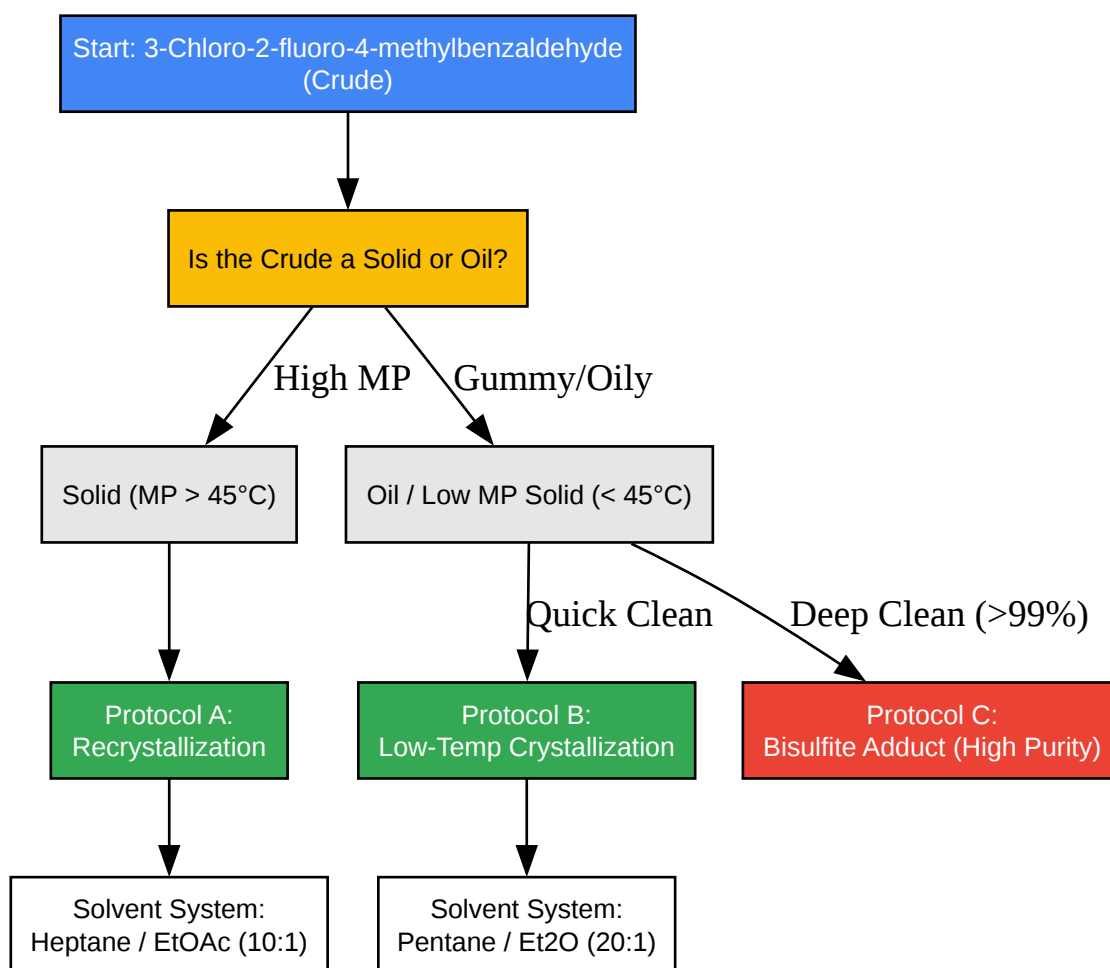 Start: 3-Chloro-2-fluoro-4-methylbenzaldehyde
(Crude)
Is the Crude a Solid or Oil?
High MP
Gummy/Oily
Solid (MP > 45°C)
Oil / Low MP Solid (< 45°C)
Quick Clean
Deep Clean (>99%)
Protocol A:
Recrystallization
Protocol B:
Low-Temp Crystallization
Protocol C:
Bisulfite Adduct (High Purity)
Solvent System:
Heptane / EtOAc (10:1)
Solvent System:
Pentane / Et2O (20:1)